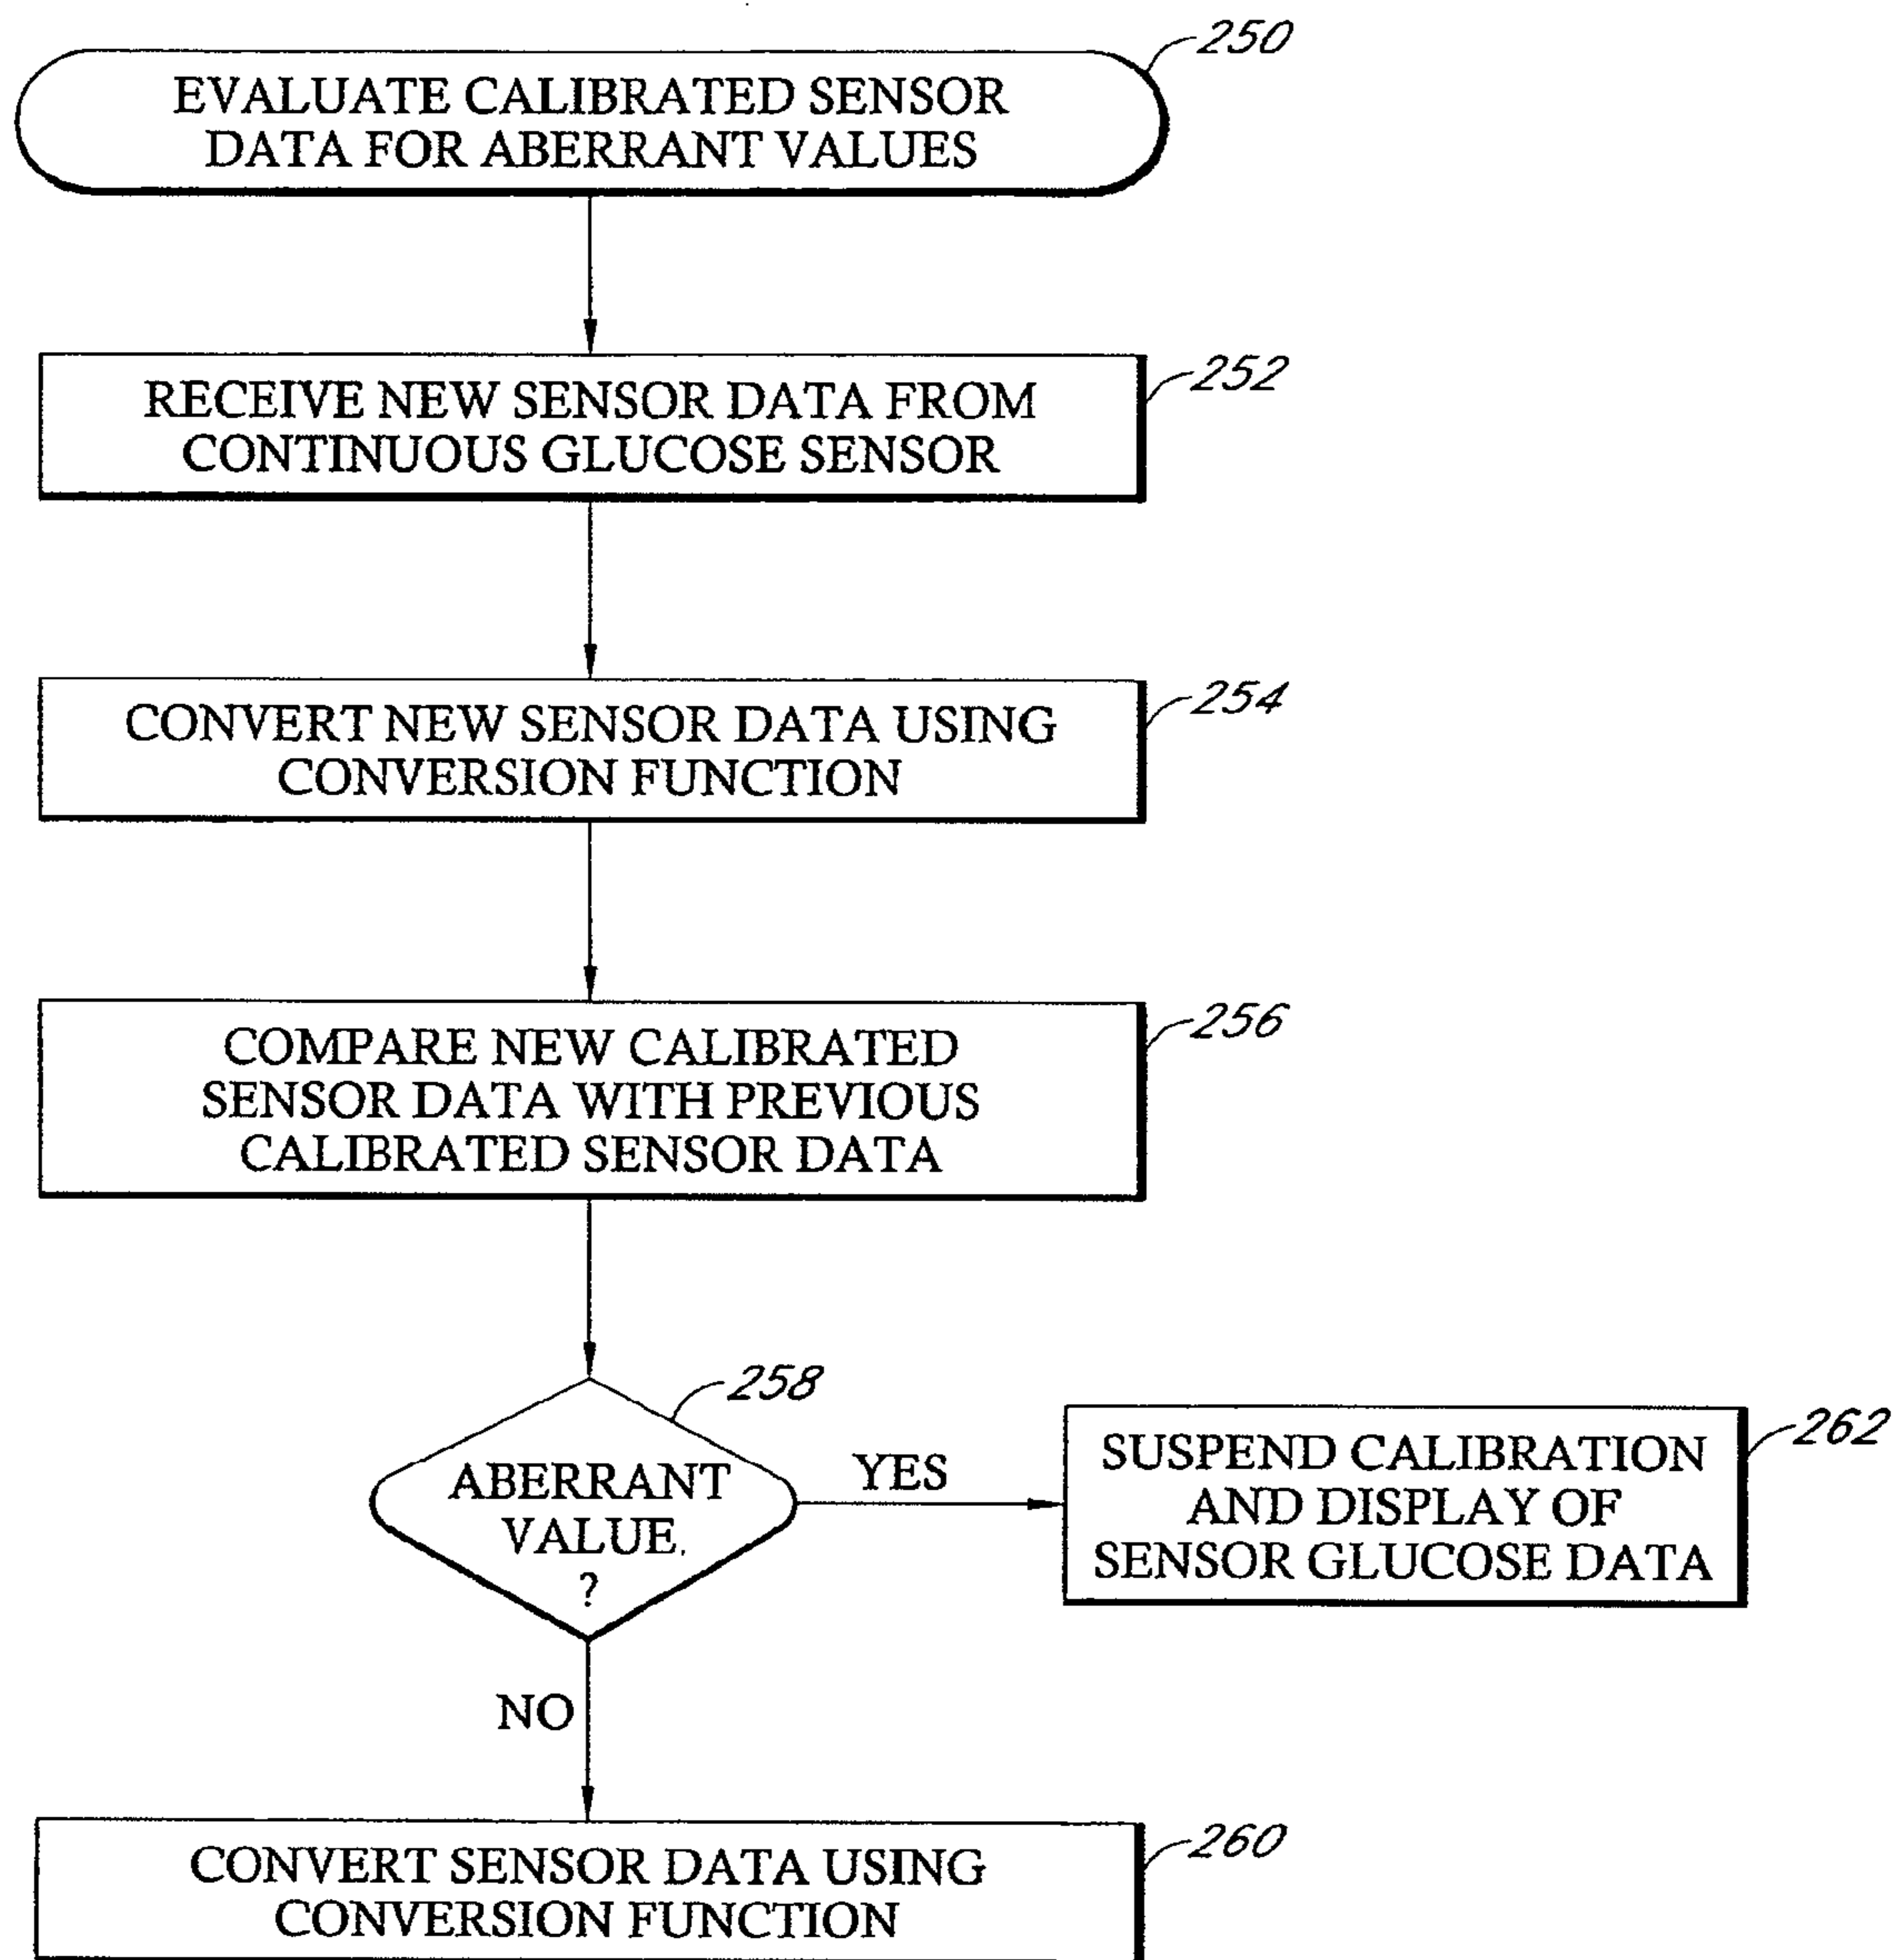 250
EVALUATE CALIBRATED SENSOR
DATA FOR ABERRANT VALUES
252
RECEIVE NEW SENSOR DATA FROM
CONTINUOUS GLUCOSE SENSOR
254
CONVERT NEW SENSOR DATA USING
CONVERSION FUNCTION
256
COMPARE NEW CALIBRATED
SENSOR DATA WITH PREVIOUS
CALIBRATED SENSOR DATA
258
ABERRANT
VALUE
?
YES
262
SUSPEND CALIBRATION
AND DISPLAY OF
SENSOR GLUCOSE DATA
NO
260
CONVERT SENSOR DATA USING
CONVERSION FUNCTION